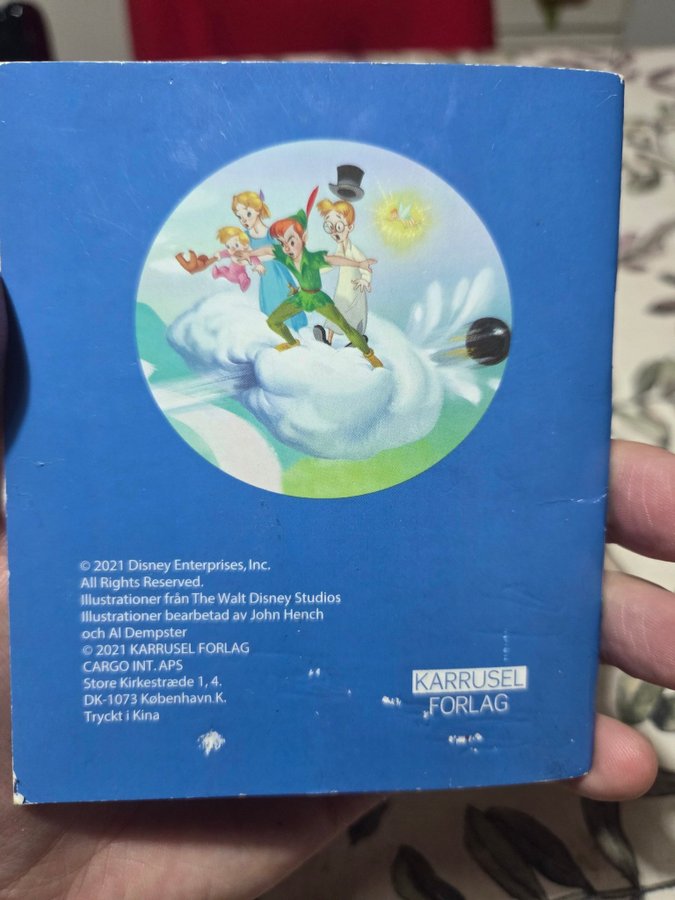 © 2021 Disney Enterprises, Inc.
All Rights Reserved.
Illustrationer från The Walt Disney Studios
Illustrationer bearbetad av John Hench
och Al Dempster
© 2021 KARRUSEL FORLAG
CARGO INT. APS
Store Kirkestræde 1, 4.
DK-1073 København K.
Tryckt i Kina
KARRUSEL
FORLAG